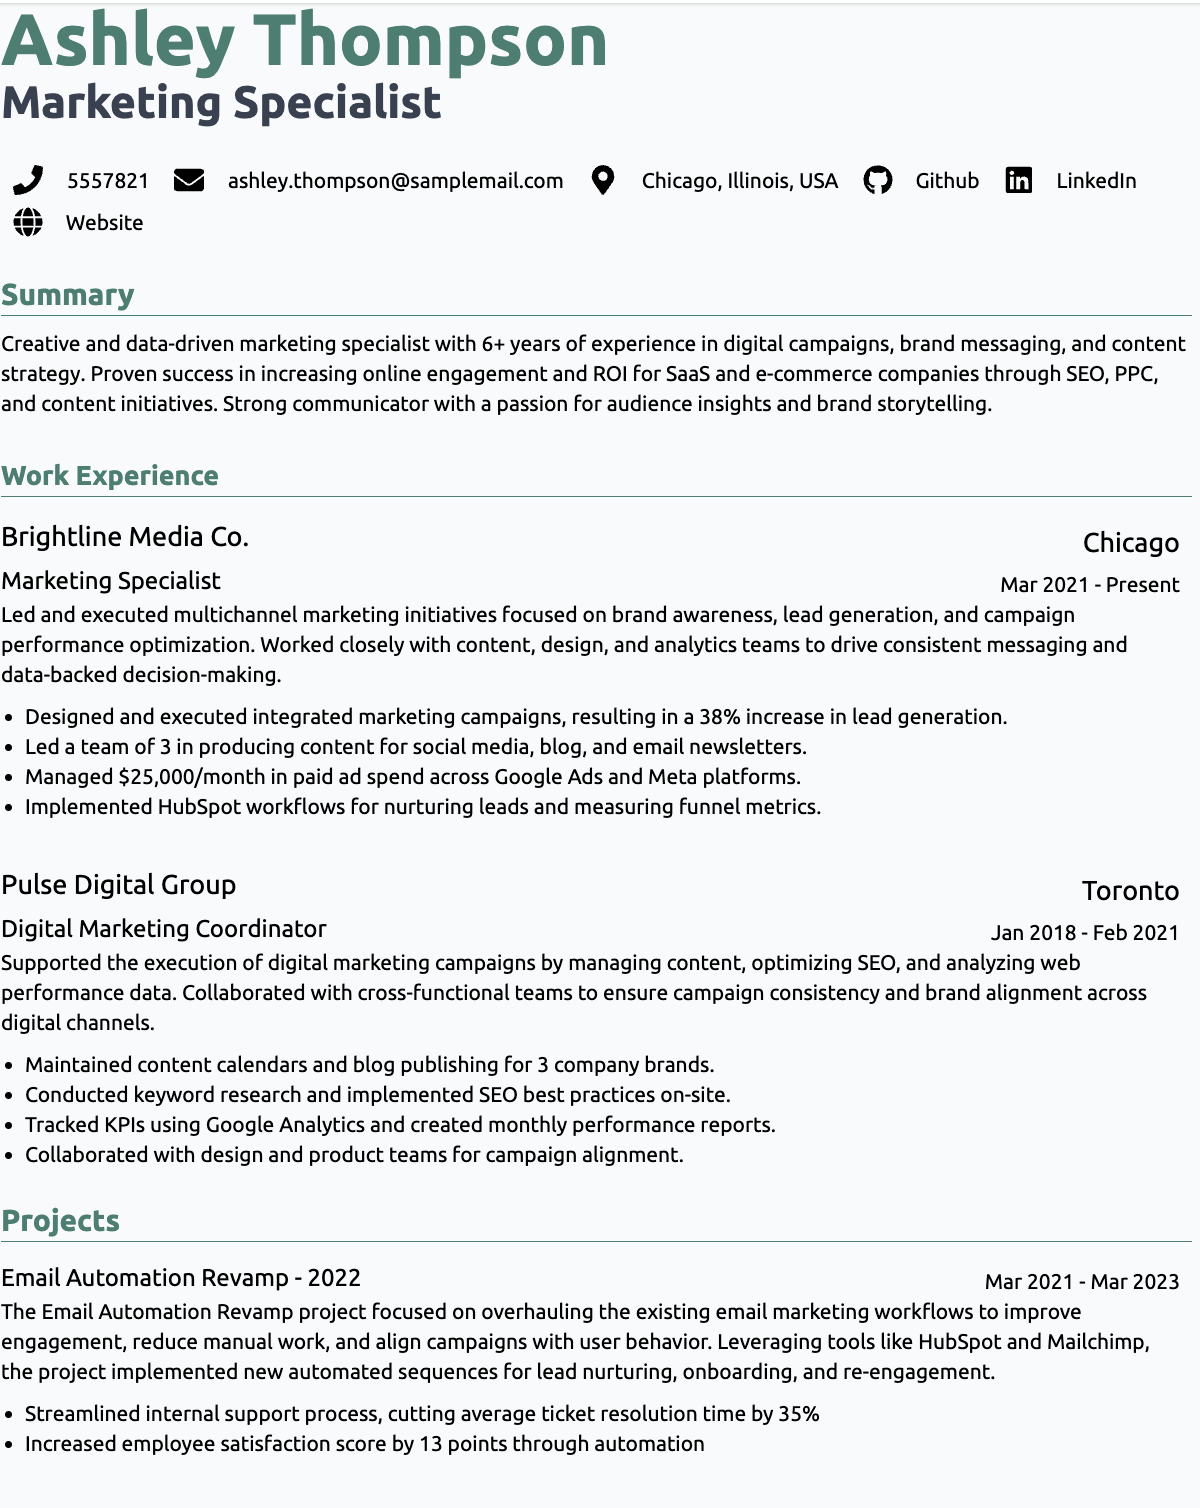 Ashley Thompson
Marketing Specialist
5557821 ashley.thompson@samplemail.com Chicago, Illinois, USA Github LinkedIn
Website
Summary
Creative and data-driven marketing specialist with 6+ years of experience in digital campaigns, brand messaging, and content
strategy. Proven success in increasing online engagement and ROI for SaaS and e-commerce companies through SEO, PPC,
and content initiatives. Strong communicator with a passion for audience insights and brand storytelling.
Work Experience
Brightline Media Co. Chicago
Marketing Specialist Mar 2021 - Present
Led and executed multichannel marketing initiatives focused on brand awareness, lead generation, and campaign
performance optimization. Worked closely with content, design, and analytics teams to drive consistent messaging and
data-backed decision-making.
• Designed and executed integrated marketing campaigns, resulting in a 38% increase in lead generation.
• Led a team of 3 in producing content for social media, blog, and email newsletters.
• Managed $25,000/month in paid ad spend across Google Ads and Meta platforms.
• Implemented HubSpot workflows for nurturing leads and measuring funnel metrics.
Pulse Digital Group Toronto
Digital Marketing Coordinator Jan 2018 - Feb 2021
Supported the execution of digital marketing campaigns by managing content, optimizing SEO, and analyzing web
performance data. Collaborated with cross-functional teams to ensure campaign consistency and brand alignment across
digital channels.
• Maintained content calendars and blog publishing for 3 company brands.
• Conducted keyword research and implemented SEO best practices on-site.
• Tracked KPIs using Google Analytics and created monthly performance reports.
• Collaborated with design and product teams for campaign alignment.
Projects
Email Automation Revamp - 2022 Mar 2021 - Mar 2023
The Email Automation Revamp project focused on overhauling the existing email marketing workflows to improve
engagement, reduce manual work, and align campaigns with user behavior. Leveraging tools like HubSpot and Mailchimp,
the project implemented new automated sequences for lead nurturing, onboarding, and re-engagement.
• Streamlined internal support process, cutting average ticket resolution time by 35%
• Increased employee satisfaction score by 13 points through automation